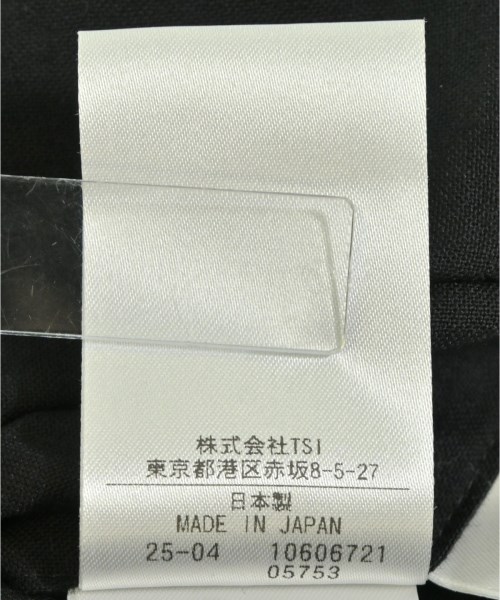 株式会社TSI
東京都港区赤坂8-5-27
日本製
MADE IN JAPAN
25-04 10606721
05753